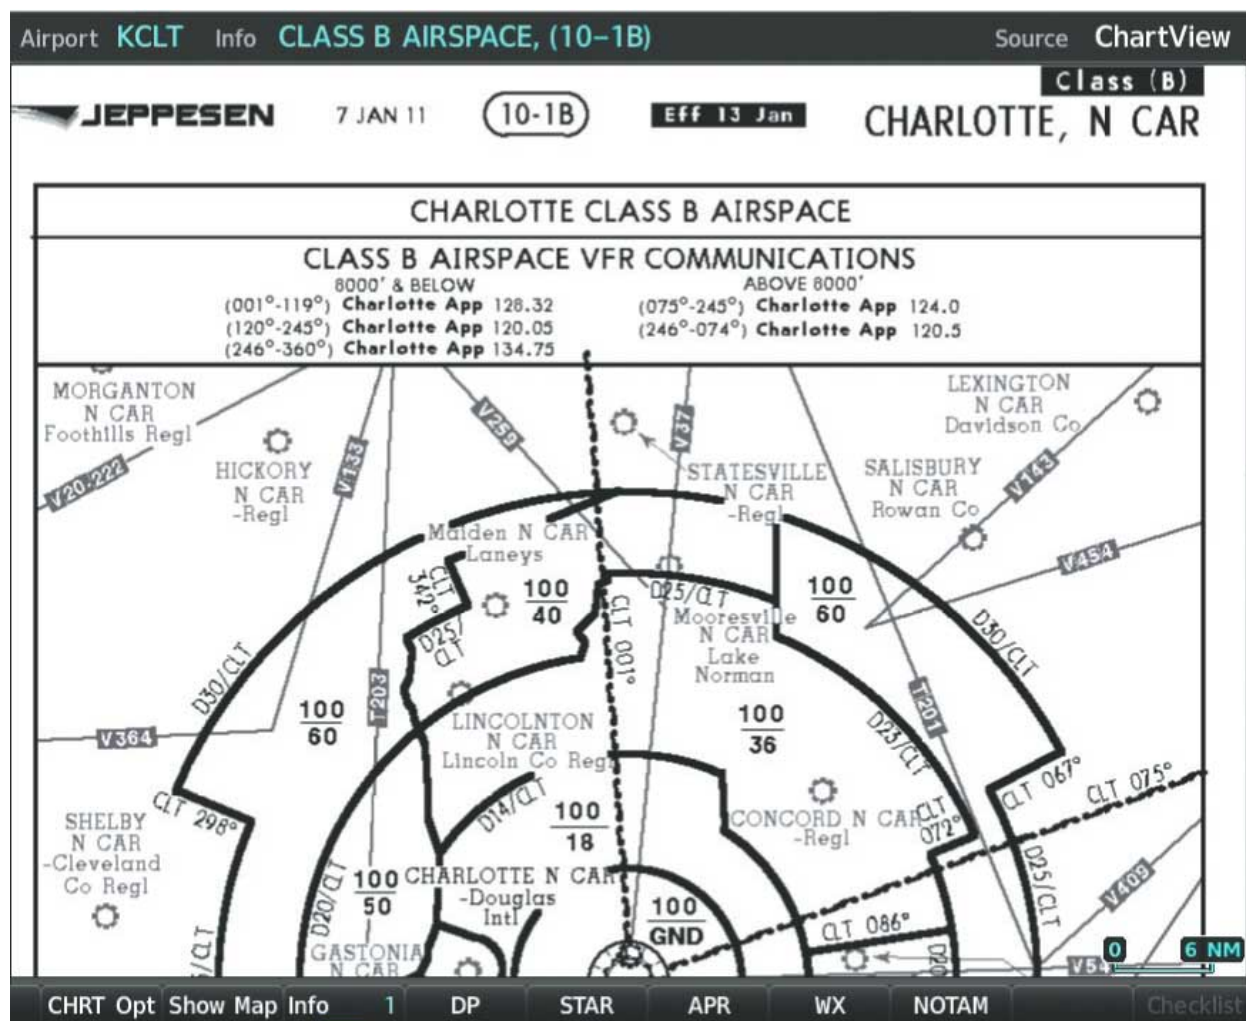 Airport KCLT Info CLASS B AIRSPACE, (10-1B) Source ChartView
Class (B)
JEPPESEN 7 JAN 11 10-1B Eff 13 Jan CHARLOTTE, N CAR
CHARLOTTE CLASS B AIRSPACE
CLASS B AIRSPACE VFR COMMUNICATIONS
8000' & BELOW
(001°-119°) Charlotte App 128.32
(120°-245°) Charlotte App 120.05
(246°-360°) Charlotte App 134.75
ABOVE 8000'
(075°-245°) Charlotte App 124.0
(246°-074°) Charlotte App 120.5
MORGANTON
N CAR
Foothills Regl
V20-222
HICKORY
N CAR
-Regl
V133
V259
V37
STATESVILLE
N CAR
-Regl
LEXINGTON
N CAR
Davidson Co
SALISBURY
N CAR
Rowan Co
V143
V454
Maiden N CAR
Laneys
CLT
342°
D25/
CLT
100
40
D25/CLT
100
60
CLT 001°
Mooresville
N CAR
Lake
Norman
D30/CLT
D30/CLT
T203
100
60
V364
100
36
D23/CLT
T201
LINCOLNTON
N CAR
Lincoln Co Regl
CLT 298°
D14/CLT
100
18
CONCORD N CAR
-Regl
CLT
072°
CLT 067°
CLT 075°
SHELBY
N CAR
-Cleveland
Co Regl
D20/CLT
100
50
CHARLOTTE N CAR
-Douglas
Intl
100
GND
CLT 086°
D25/CLT
V409
/CLT
GASTONIA
N CAR
D20
V54
0 6 NM
CHRT Opt Show Map Info 1 DP STAR APR WX NOTAM Checklist